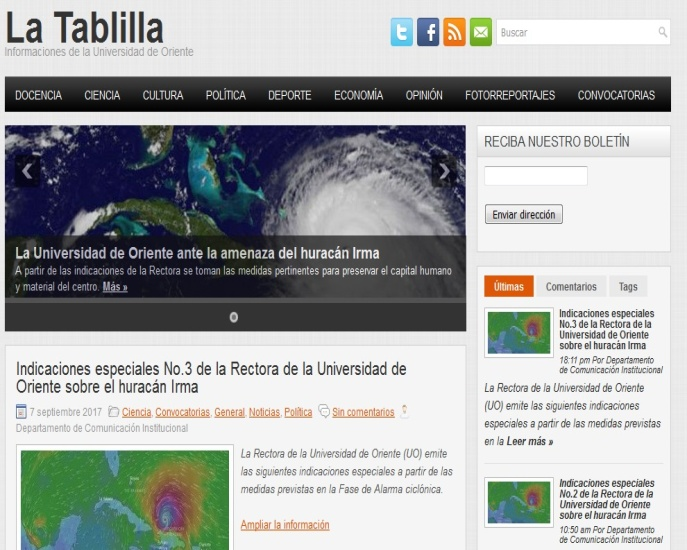 La Tablilla
Informaciones de la Universidad de Oriente
Buscar
DOCENCIA CIENCIA CULTURA POLÍTICA DEPORTE ECONOMÍA OPINIÓN FOTORREPORTAJES CONVOCATORIAS
La Universidad de Oriente ante la amenaza del huracán Irma
A partir de las indicaciones de la Rectora se toman las medidas pertinentes para preservar el capital humano
y material del centro. Más »
RECIBA NUESTRO BOLETÍN
Enviar dirección
Indicaciones especiales No.3 de la Rectora de la Universidad de
Oriente sobre el huracán Irma
7 septiembre 2017 Ciencia, Convocatorias, General, Noticias, Política Sin comentarios
Departamento de Comunicación Institucional
La Rectora de la Universidad de Oriente (UO) emite
las siguientes indicaciones especiales a partir de las
medidas previstas en la Fase de Alarma ciclónica.
Ampliar la información
Últimas Comentarios Tags
Indicaciones especiales
No.3 de la Rectora de la
Universidad de Oriente
sobre el huracán Irma
18:11 pm Por Departamento
de Comunicación Institucional
La Rectora de la Universidad de Oriente
(UO) emite las siguientes indicaciones
especiales a partir de las medidas previstas
en la Leer más »
Indicaciones especiales
No.2 de la Rectora de la
Universidad de Oriente
sobre el huracán Irma
10:50 am Por Departamento
de Comunicación Institucional